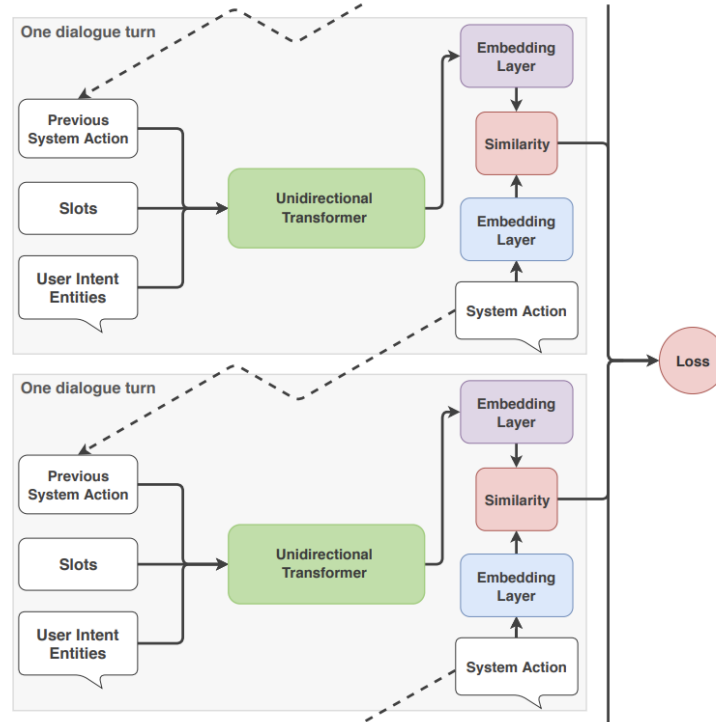 One dialogue turn
Previous
System Action
Slots
User Intent
Entities
Unidirectional
Transformer
Embedding
Layer
Similarity
Embedding
Layer
System Action
Loss
One dialogue turn
Previous
System Action
Slots
User Intent
Entities
Unidirectional
Transformer
Embedding
Layer
Similarity
Embedding
Layer
System Action